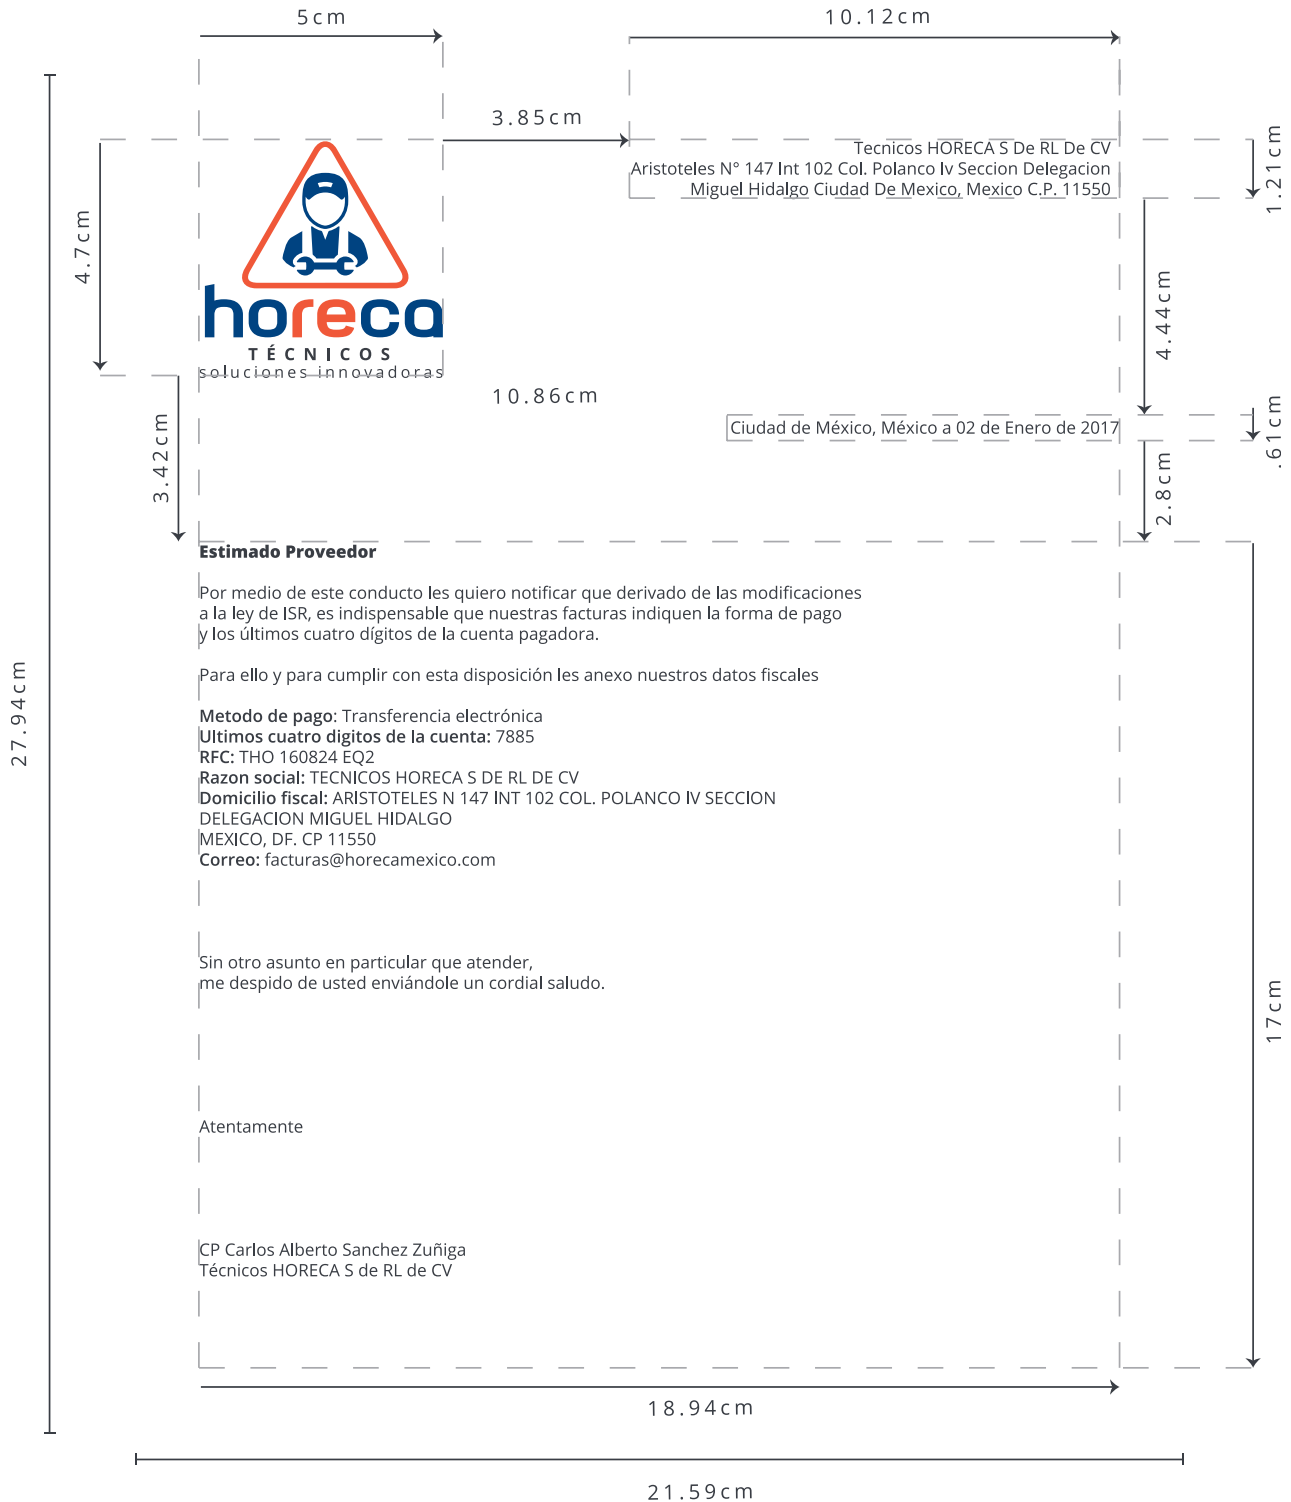 5cm
10.12cm
3.85cm
Tecnicos HORECA S De RL De CV
Aristoteles N° 147 Int 102 Col. Polanco Iv Seccion Delegacion
Miguel Hidalgo Ciudad De Mexico, Mexico C.P. 11550
1.21cm
4.7cm
horeca
TÉCNICOS
soluciones innovadoras
4.44cm
10.86cm
Ciudad de México, México a 02 de Enero de 2017
.61cm
3.42cm
2.8cm
Estimado Proveedor
Por medio de este conducto les quiero notificar que derivado de las modificaciones
a la ley de ISR, es indispensable que nuestras facturas indiquen la forma de pago
y los últimos cuatro dígitos de la cuenta pagadora.
Para ello y para cumplir con esta disposición les anexo nuestros datos fiscales
27.94cm
Metodo de pago: Transferencia electrónica
Ultimos cuatro digitos de la cuenta: 7885
RFC: THO 160824 EQ2
Razon social: TECNICOS HORECA S DE RL DE CV
Domicilio fiscal: ARISTOTELES N 147 INT 102 COL. POLANCO IV SECCION
DELEGACION MIGUEL HIDALGO
MEXICO, DF. CP 11550
Correo: facturas@horecamexico.com
Sin otro asunto en particular que atender,
me despido de usted enviándole un cordial saludo.
17cm
Atentamente
CP Carlos Alberto Sanchez Zuñiga
Técnicos HORECA S de RL de CV
18.94cm
21.59cm